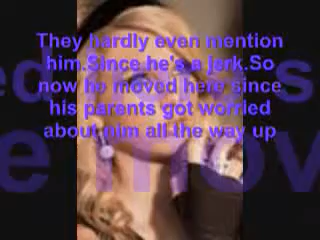 They hardly even mention
him.Since he's a jerk.So
now he moved here since
his parents got worried
about him all the way up